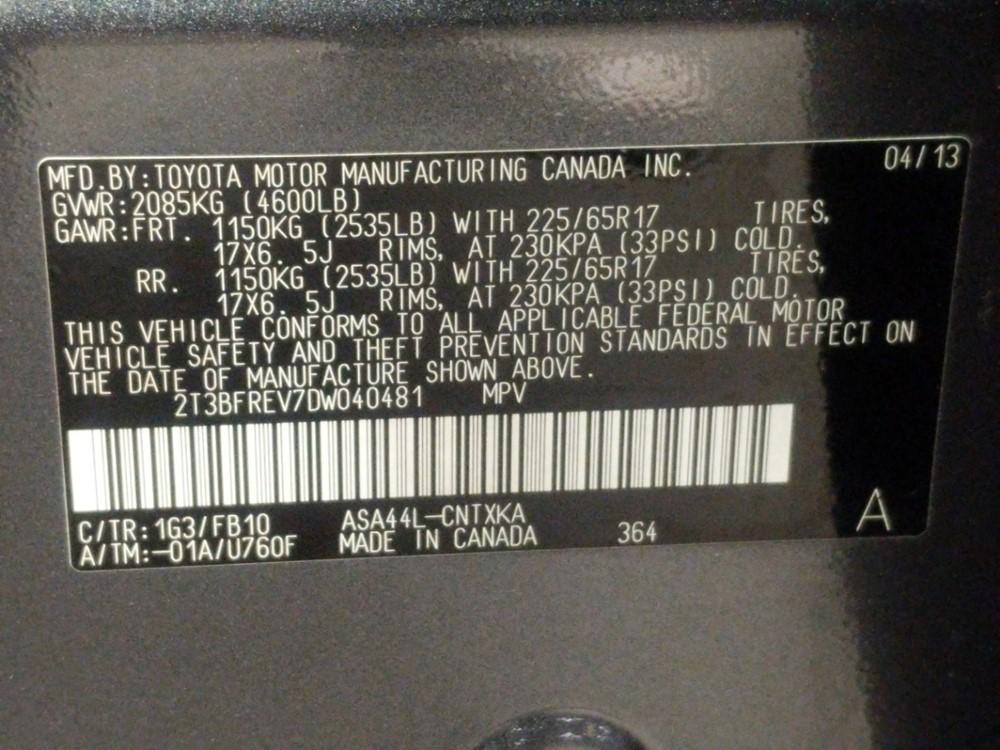 MFD.BY:TOYOTA MOTOR MANUFACTURING CANADA INC. 04/13
GVWR:2085KG (4600LB)
GAWR:FRT. 1150KG (2535LB) WITH 225/65R17 TIRES,
17X6.5J RIMS, AT 230KPA (33PSI) COLD.
RR. 1150KG (2535LB) WITH 225/65R17 TIRES,
17X6.5J RIMS, AT 230KPA (33PSI) COLD.
THIS VEHICLE CONFORMS TO ALL APPLICABLE FEDERAL MOTOR
VEHICLE SAFETY AND THEFT PREVENTION STANDARDS IN EFFECT ON
THE DATE OF MANUFACTURE SHOWN ABOVE.
2T3BFREV7DW040481 MPV
C/TR:1G3/FB10 ASA44L-CNTXKA
A/TM:-01A/U760F MADE IN CANADA 364 A